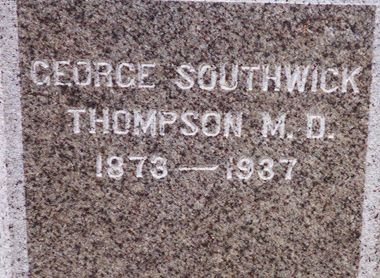 GEORGE SOUTHWICK
THOMPSON M. D.
1873 — 1937